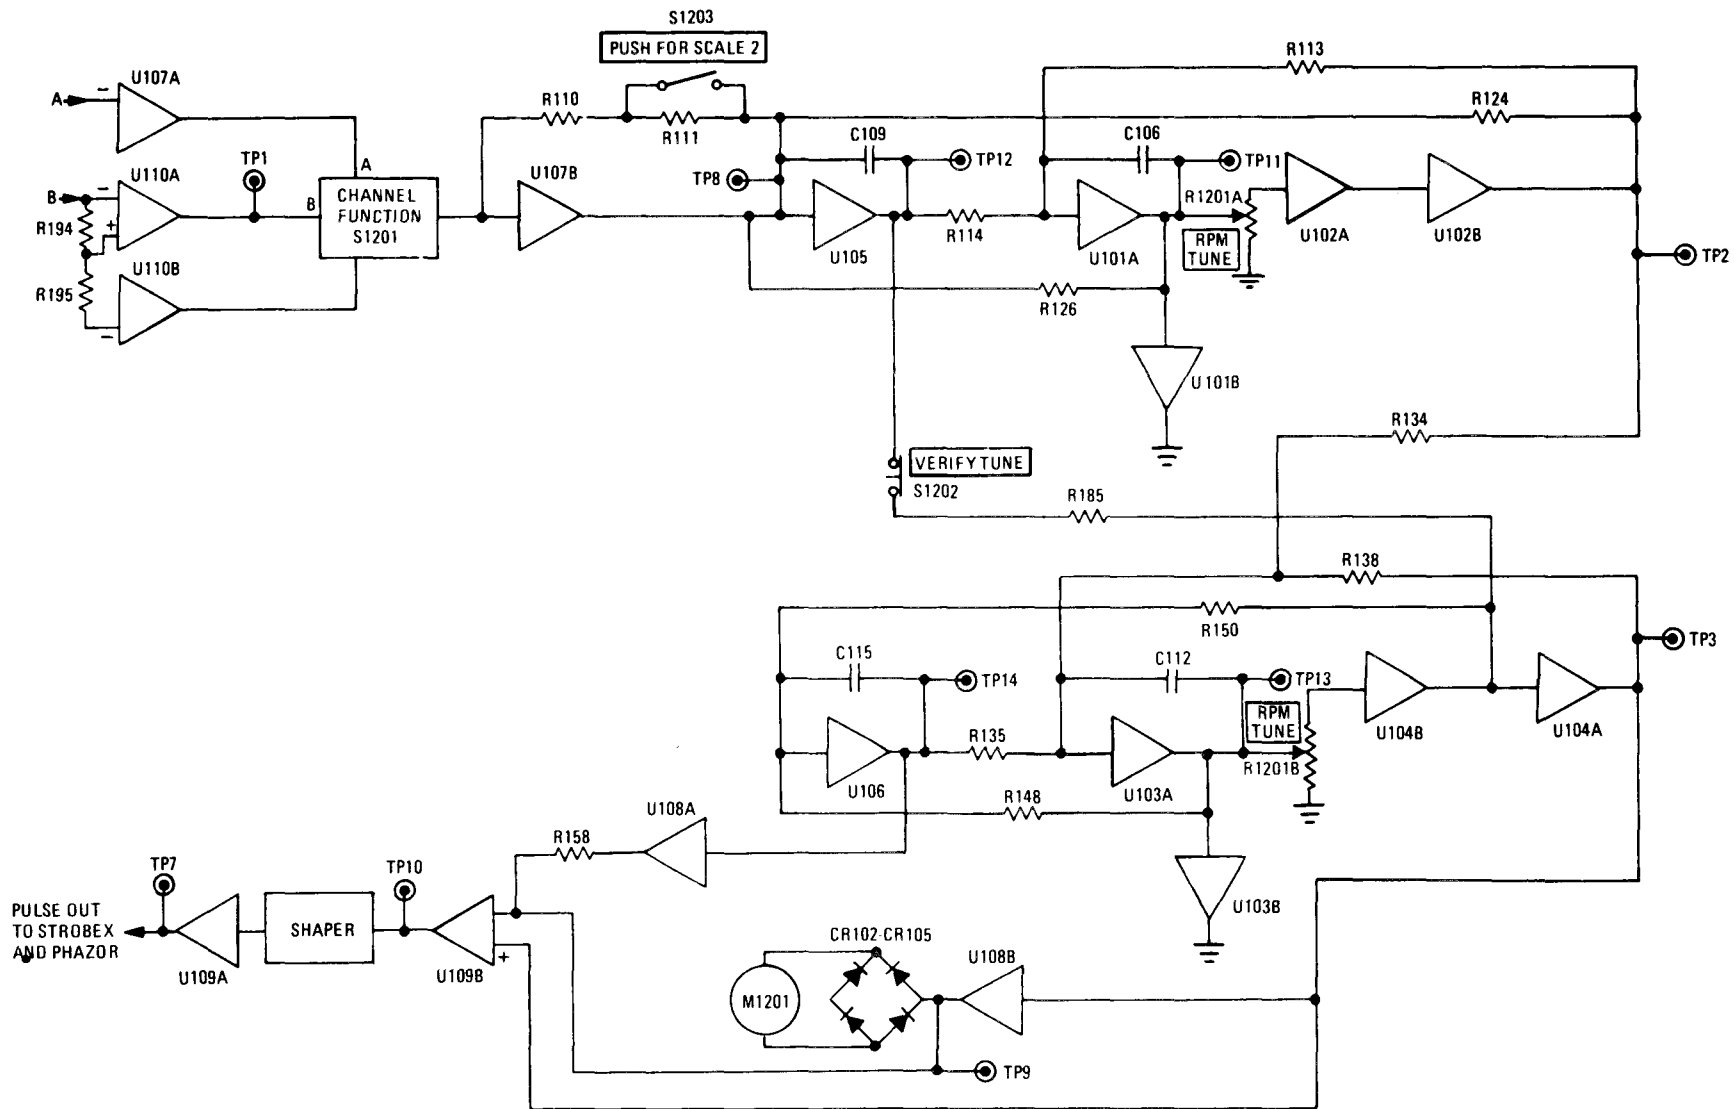 S1203
PUSH FOR SCALE 2
R113
U107A
A
−
R110
R111
R124
C109
C106
TP12
TP11
TP1
U110A
B
−
+
R194
A
B
CHANNEL
FUNCTION
S1201
U107B
TP8
U105
R114
U101A
R1201A
RPM
TUNE
U102A
U102B
TP2
R195
U110B
−
R126
U101B
R134
VERIFY TUNE
S1202
R185
R138
R150
TP3
C115
TP14
C112
TP13
RPM
TUNE
U104B
U104A
R135
U106
U103A
R1201B
R148
U108A
R158
U103B
TP7
TP10
PULSE OUT
TO STROBEX
AND PHAZOR
SHAPER
U109A
U109B
+
CR102-CR105
M1201
U108B
TP9